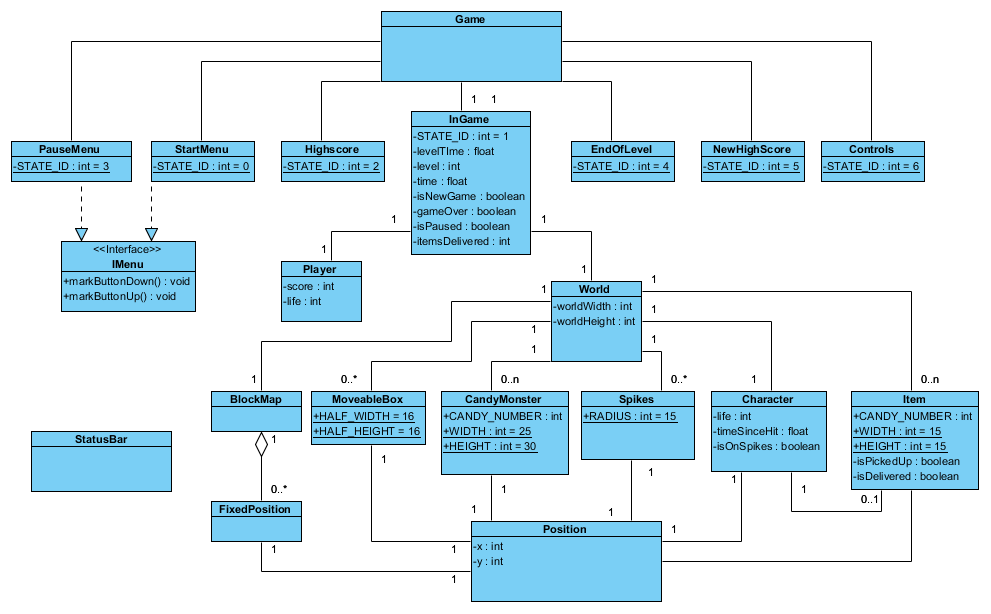 Game
1 1
InGame
-STATE_ID : int = 1
-levelTIme : float
-level : int
-time : float
-isNewGame : boolean
-gameOver : boolean
-isPaused : boolean
-itemsDelivered : int
PauseMenu
-STATE_ID : int = 3
StartMenu
-STATE_ID : int = 0
Highscore
-STATE_ID : int = 2
EndOfLevel
-STATE_ID : int = 4
NewHighScore
-STATE_ID : int = 5
Controls
-STATE_ID : int = 6
<<Interface>>
IMenu
+markButtonDown() : void
+markButtonUp() : void
1
1
1
1
Player
-score : int
-life : int
World
-worldWidth : int
-worldHeight : int
1
1
1
1
1
1
1
0..*
0..n
0..*
1
0..n
BlockMap
MoveableBox
+HALF_WIDTH = 16
+HALF_HEIGHT = 16
CandyMonster
+CANDY_NUMBER : int
+WIDTH : int = 25
+HEIGHT : int = 30
Spikes
+RADIUS : int = 15
Character
-life : int
-timeSinceHit : float
-isOnSpikes : boolean
Item
+CANDY_NUMBER : int
+WIDTH : int = 15
+HEIGHT : int = 15
-isPickedUp : boolean
-isDelivered : boolean
StatusBar
1
0..*
1
1
1
1
1
0..1
FixedPosition
1
1
1
1
1
1
Position
-x : int
-y : int